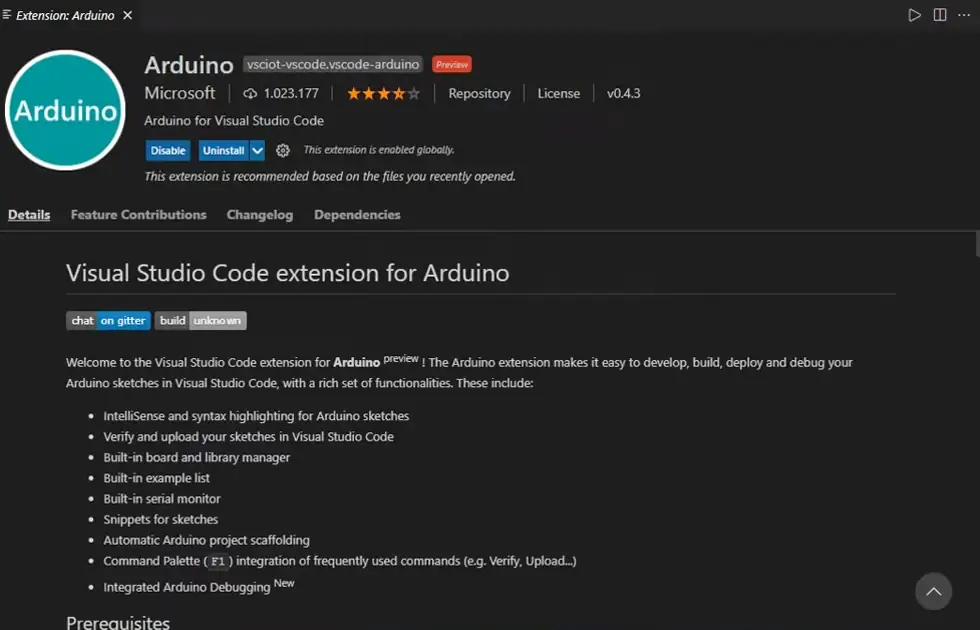 Extension: Arduino
Arduino
Arduino vsciot-vscode.vscode-arduino Preview
Microsoft 1.023.177 Repository License v0.4.3
Arduino for Visual Studio Code
Disable Uninstall This extension is enabled globally.
This extension is recommended based on the files you recently opened.
Details Feature Contributions Changelog Dependencies
Visual Studio Code extension for Arduino
chat on gitter build unknown
Welcome to the Visual Studio Code extension for Arduino preview ! The Arduino extension makes it easy to develop, build, deploy and debug your
Arduino sketches in Visual Studio Code, with a rich set of functionalities. These include:
• IntelliSense and syntax highlighting for Arduino sketches
• Verify and upload your sketches in Visual Studio Code
• Built-in board and library manager
• Built-in example list
• Built-in serial monitor
• Snippets for sketches
• Automatic Arduino project scaffolding
• Command Palette ( F1 ) integration of frequently used commands (e.g. Verify, Upload...)
• Integrated Arduino Debugging New
Prerequisites